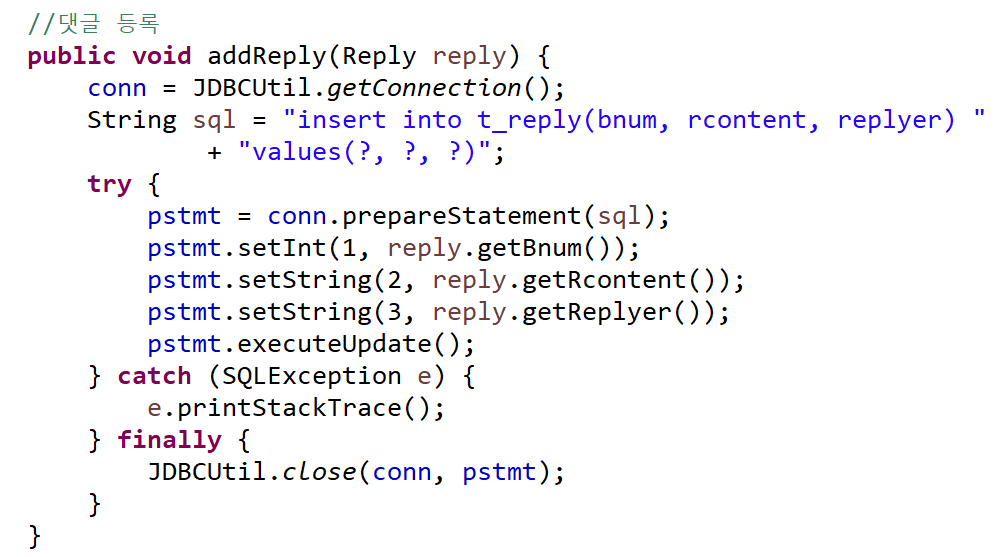 //댓글 등록
public void addReply(Reply reply) {
    conn = JDBCUtil.getConnection();
    String sql = "insert into t_reply(bnum, rcontent, replyer) "
            + "values(?, ?, ?)";
    try {
        pstmt = conn.prepareStatement(sql);
        pstmt.setInt(1, reply.getBnum());
        pstmt.setString(2, reply.getRcontent());
        pstmt.setString(3, reply.getReplyer());
        pstmt.executeUpdate();
    } catch (SQLException e) {
        e.printStackTrace();
    } finally {
        JDBCUtil.close(conn, pstmt);
    }
}